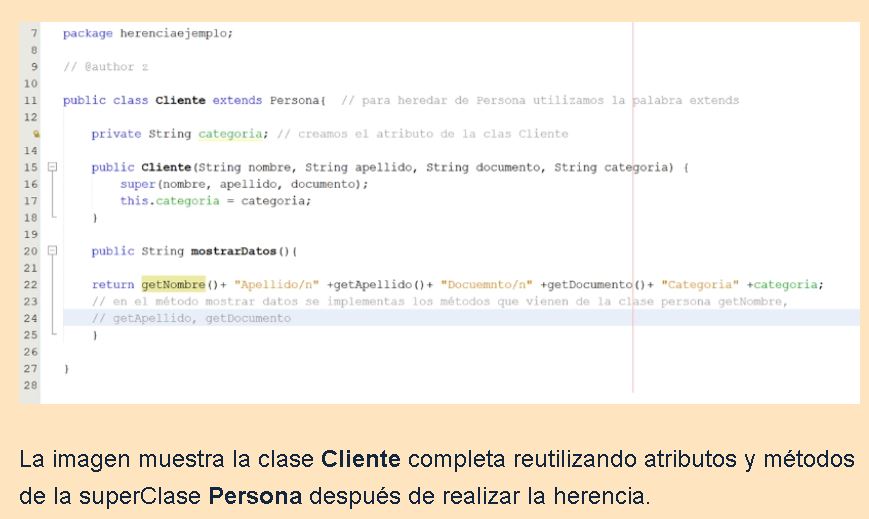 7 package herenciaejemplo;
8
9 // @author z
10
11 public class Cliente extends Persona{ // para heredar de Persona utilizamos la palabra extends
12
private String categoria; // creamos el atributo de la clas Cliente
14
15 public Cliente(String nombre, String apellido, String documento, String categoria) {
16 super(nombre, apellido, documento);
17 this.categoria = categoria;
18 }
19
20 public String mostrarDatos(){
21
22 return getNombre()+ "Apellido/n" +getApellido()+ "Docuemnto/n" +getDocumento()+ "Categoria" +categoria;
23 // en el método mostrar datos se implementas los métodos que vienen de la clase persona getNombre,
24 // getApellido, getDocumento
25 }
26
27 }
28
La imagen muestra la clase Cliente completa reutilizando atributos y métodos
de la superClase Persona después de realizar la herencia.